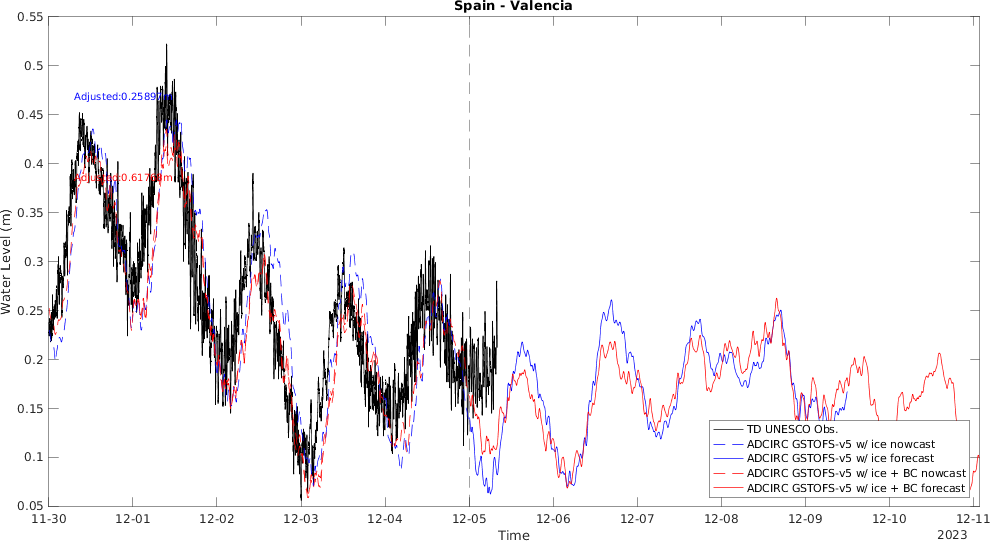 Spain - Valencia
0.55
0.5
0.45
0.4
0.35
0.3
0.25
0.2
0.15
0.1
0.05
Water Level (m)
Adjusted:0.2589
TD UNESCO Obs.
ADCIRC GSTOFS-v5 w/ ice nowcast
ADCIRC GSTOFS-v5 w/ ice forecast
ADCIRC GSTOFS-v5 w/ ice + BC nowcast
ADCIRC GSTOFS-v5 w/ ice + BC forecast
11-30 12-01 12-02 12-03 12-04 12-05 12-06 12-07 12-08 12-09 12-10 12-11
Time
2023